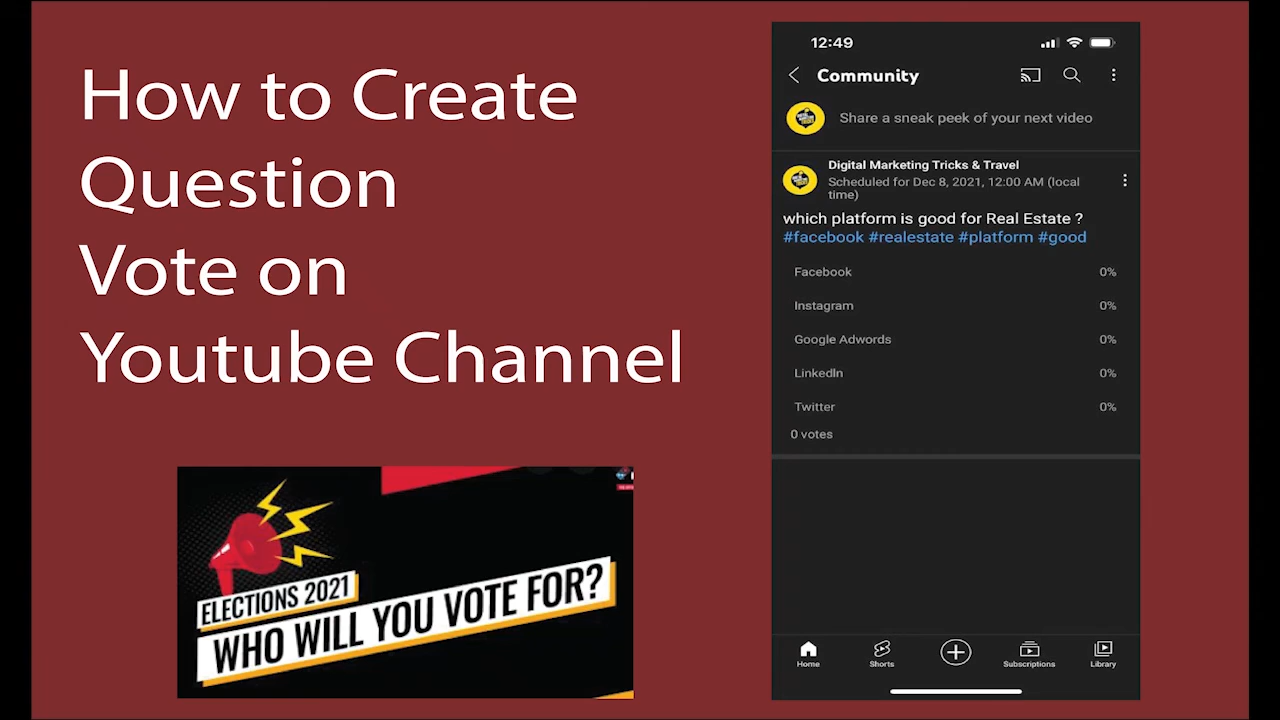 How to Create
Question
Vote on
Youtube Channel
ELECTIONS 2021
WHO WILL YOU VOTE FOR?
12:49
Community
Share a sneak peek of your next video
Digital Marketing Tricks & Travel
Scheduled for Dec 8, 2021, 12:00 AM (local
time)
which platform is good for Real Estate ?
#facebook #realestate #platform #good
Facebook 0%
Instagram 0%
Google Adwords 0%
LinkedIn 0%
Twitter 0%
0 votes
Home Shorts Subscriptions Library